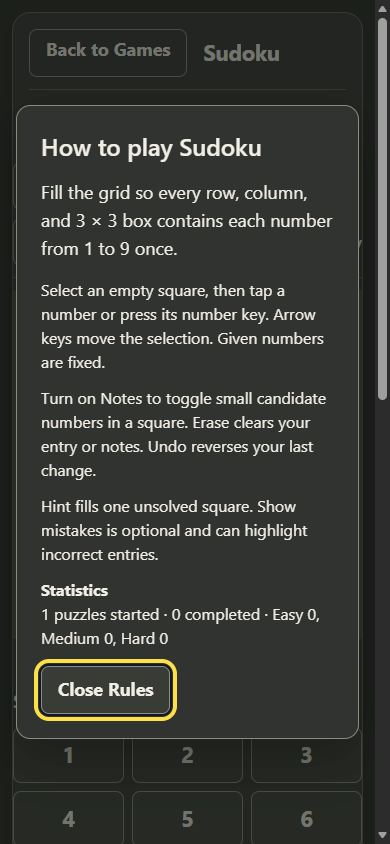 Back to Games
Sudoku
How to play Sudoku
Fill the grid so every row, column,
and 3 × 3 box contains each number
from 1 to 9 once.
Select an empty square, then tap a
number or press its number key. Arrow
keys move the selection. Given numbers
are fixed.
Turn on Notes to toggle small candidate
numbers in a square. Erase clears your
entry or notes. Undo reverses your last
change.
Hint fills one unsolved square. Show
mistakes is optional and can highlight
incorrect entries.
Statistics
1 puzzles started · 0 completed · Easy 0,
Medium 0, Hard 0
Close Rules
1 2 3
4 5 6